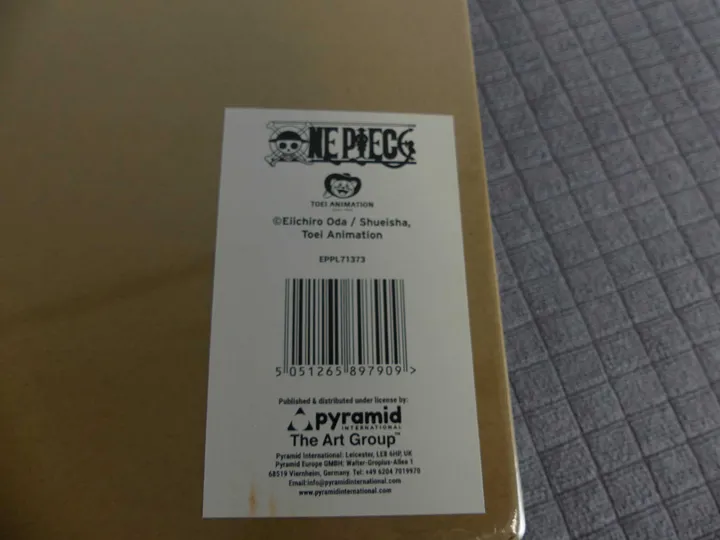 ONE PIECE
TOEI ANIMATION
©Eiichiro Oda / Shueisha,
Toei Animation
EPPL71373
5 051265 897909 >
Published & distributed under license by:
pyramid
INTERNATIONAL
The Art Group™
Pyramid International: Leicester, LE8 6HP, UK
Pyramid Europe GMBH; Walter-Gropius-Allee 1
68519 Viernheim, Germany. Tel: +49 6204 7019970
Email:info@pyramidinternational.com
www.pyramidinternational.com